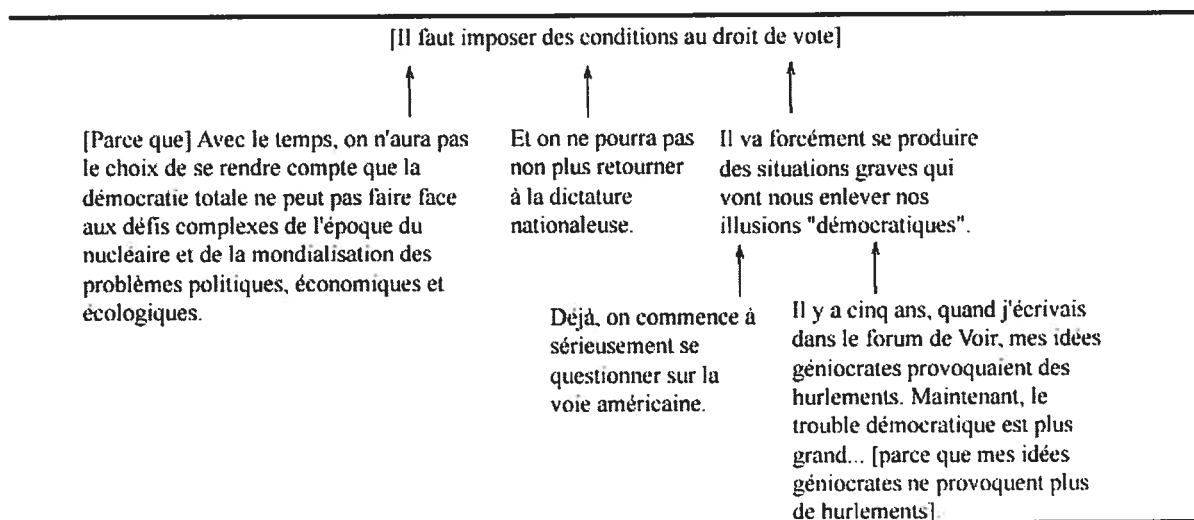 [Il faut imposer des conditions au droit de vote]
[Parce que] Avec le temps, on n'aura pas
le choix de se rendre compte que la
démocratie totale ne peut pas faire face
aux défis complexes de l'époque du
nucléaire et de la mondialisation des
problèmes politiques, économiques et
écologiques.
Et on ne pourra pas
non plus retourner
à la dictature
nationaleuse.
Il va forcément se produire
des situations graves qui
vont nous enlever nos
illusions "démocratiques".
Déjà, on commence à
sérieusement se
questionner sur la
voie américaine.
Il y a cinq ans, quand j'écrivais
dans le forum de Voir, mes idées
géniocrates provoquaient des
hurlements. Maintenant, le
trouble démocratique est plus
grand... [parce que mes idées
géniocrates ne provoquent plus
de hurlements].